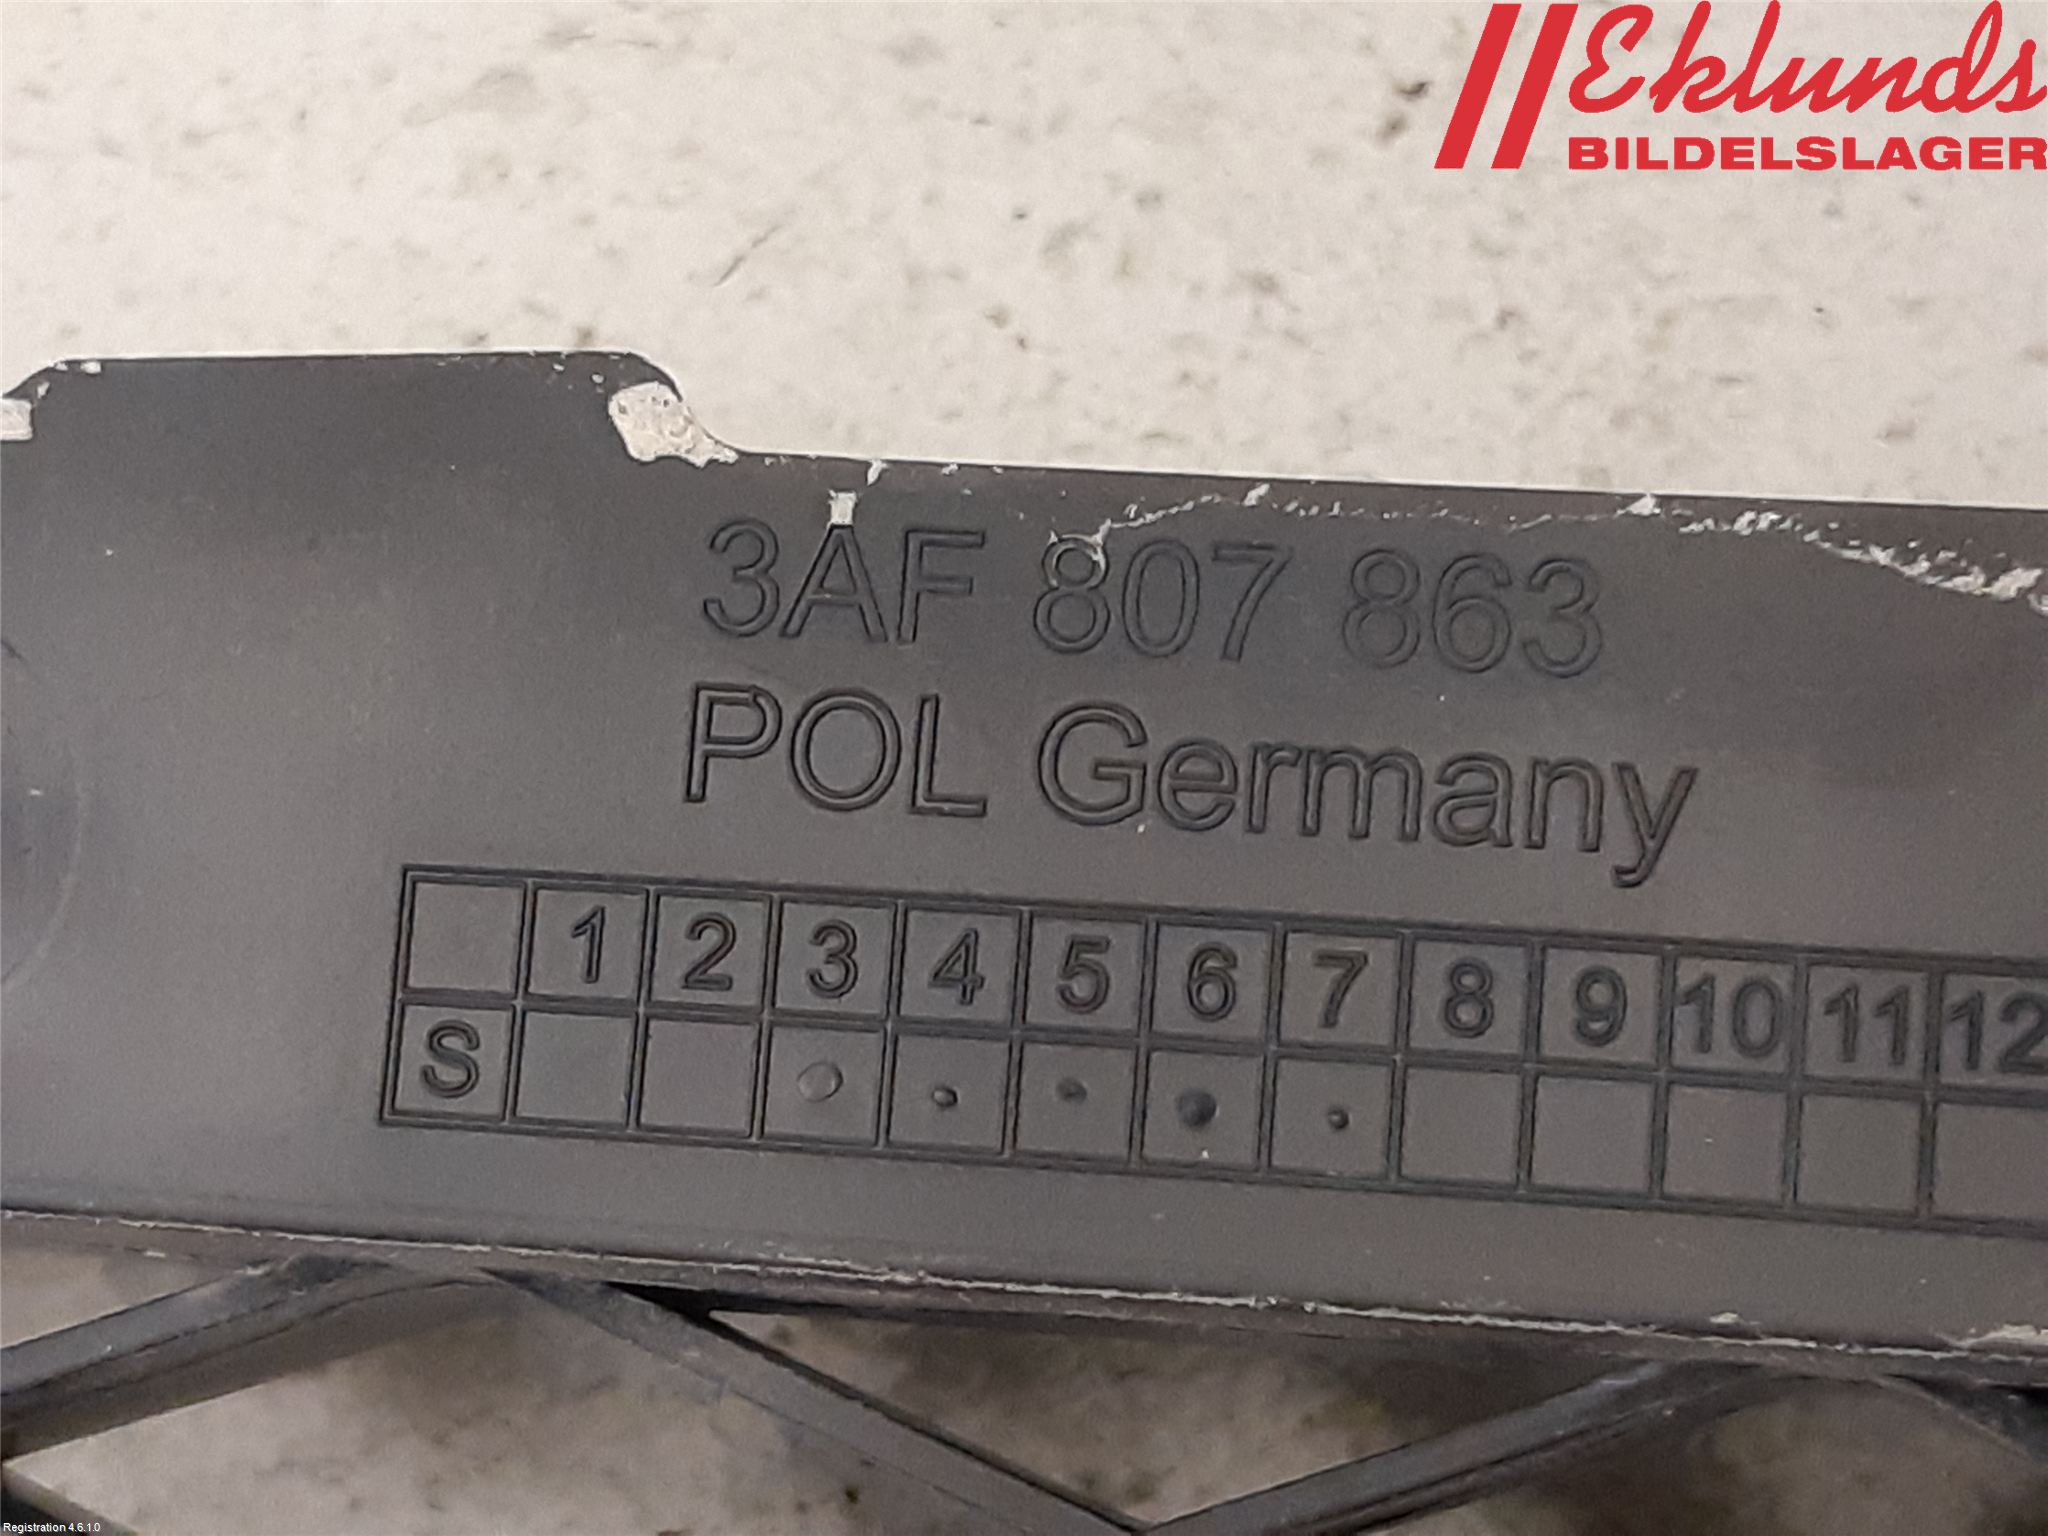 Eklunds
BILDELSLAGER
3AF 807 863
POL Germany
1 2 3 4 5 6 7 8 9 10 11 12
S
Registration 4.6.1.0